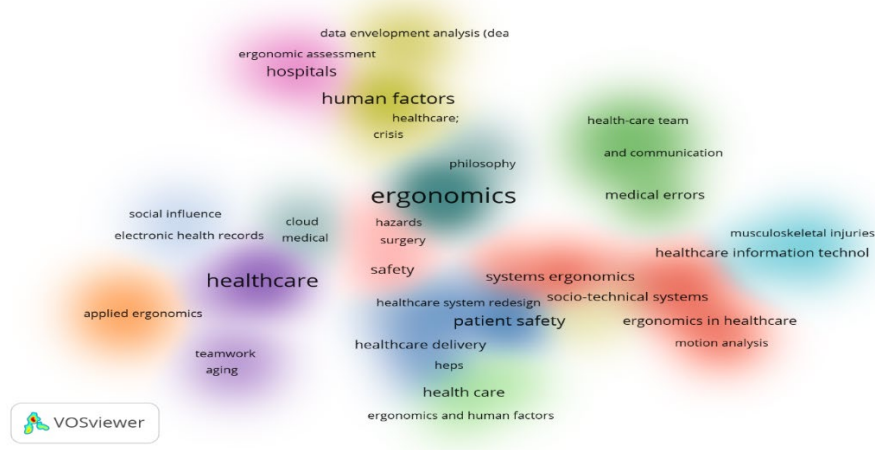 data envelopment analysis (dea
ergonomic assessment
hospitals
human factors
healthcare;
crisis
health-care team
and communication
philosophy
medical errors
ergonomics
social influence
cloud
hazards
electronic health records
medical
surgery
musculoskeletal injuries
healthcare information technol
safety
systems ergonomics
healthcare
socio-technical systems
healthcare system redesign
applied ergonomics
patient safety
ergonomics in healthcare
healthcare delivery
motion analysis
teamwork
aging
heps
health care
ergonomics and human factors
VOSviewer